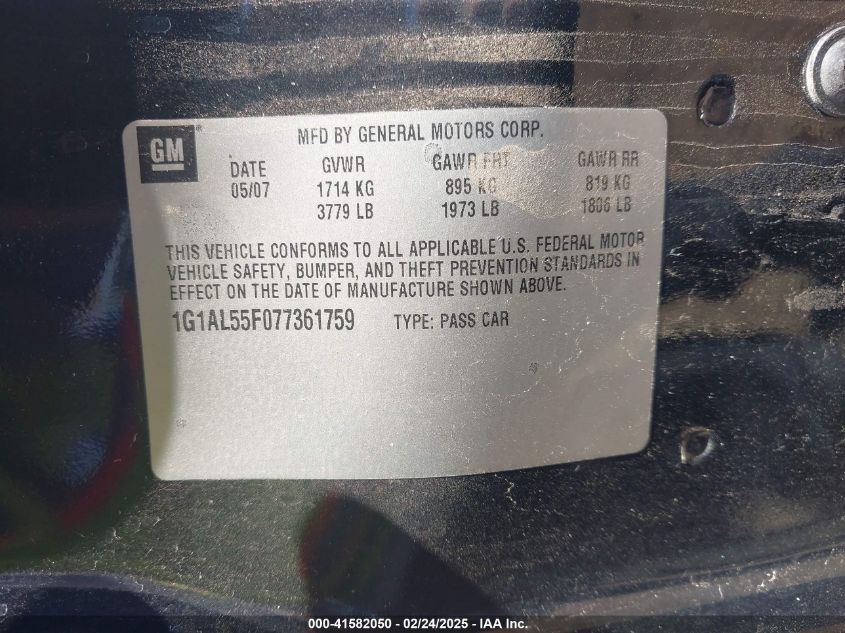 GM ®
MFD BY GENERAL MOTORS CORP.
DATE GVWR GAWR FRT GAWR RR
05/07 1714 KG 895 KG 819 KG
3779 LB 1973 LB 1806 LB
THIS VEHICLE CONFORMS TO ALL APPLICABLE U.S. FEDERAL MOTOR
VEHICLE SAFETY, BUMPER, AND THEFT PREVENTION STANDARDS IN
EFFECT ON THE DATE OF MANUFACTURE SHOWN ABOVE.
1G1AL55F077361759 TYPE: PASS CAR
000-41582050 - 02/24/2025 - IAA Inc.